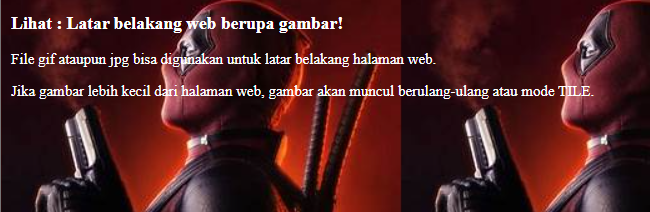 Lihat : Latar belakang web berupa gambar!
File gif ataupun jpg bisa digunakan untuk latar belakang halaman web.
Jika gambar lebih kecil dari halaman web, gambar akan muncul berulang-ulang atau mode TILE.